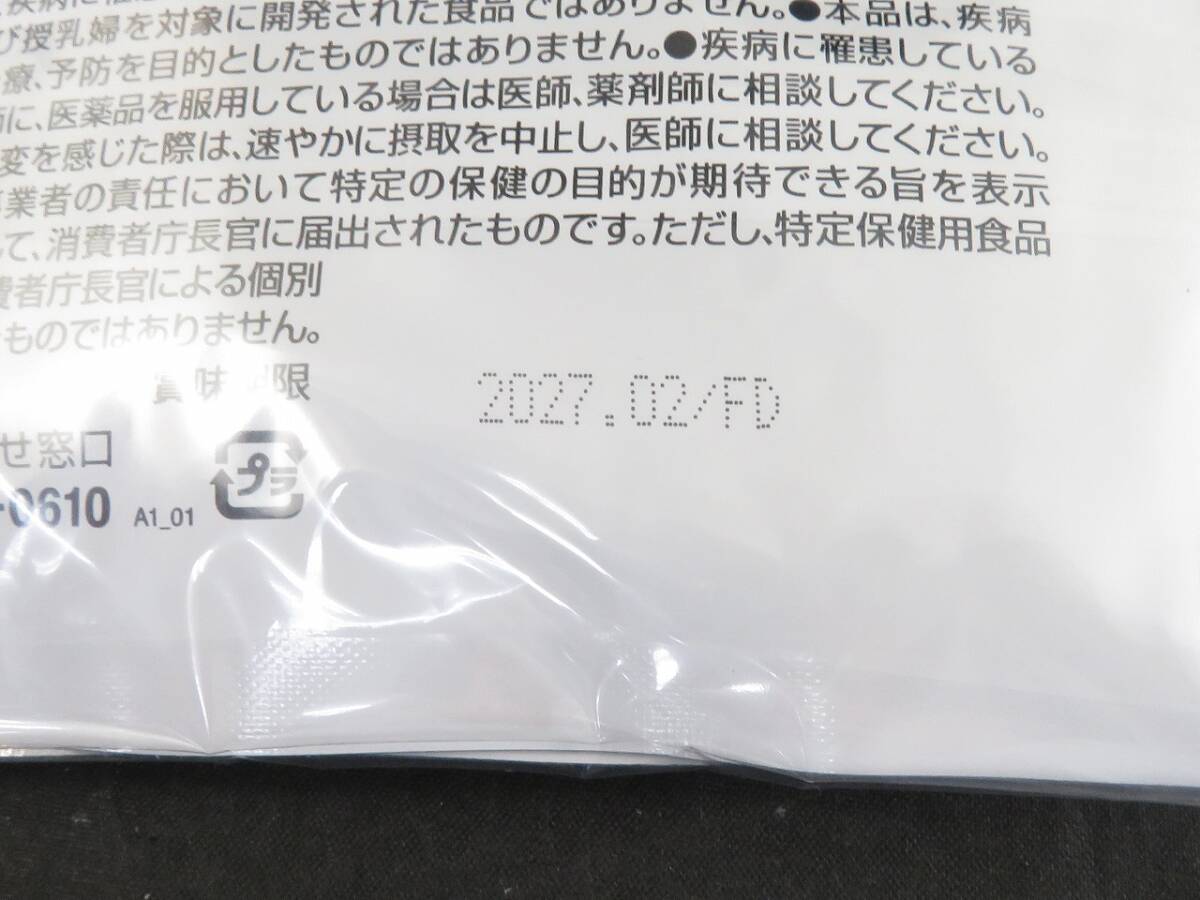 び授乳婦を対象に開発された食品ではありません。●本品は、疾病
療、予防を目的としたものではありません。●疾病に罹患している
に、医薬品を服用している場合は医師、薬剤師に相談してください。
変を感じた際は、速やかに摂取を中止し、医師に相談してください。
業者の責任において特定の保健の目的が期待できる旨を表示
て、消費者庁長官に届出されたものです。ただし、特定保健用食品
費者庁長官による個別
ものではありません。
賞味期限
2027.02/FD
せ窓口
プラ
-0610
A1_01